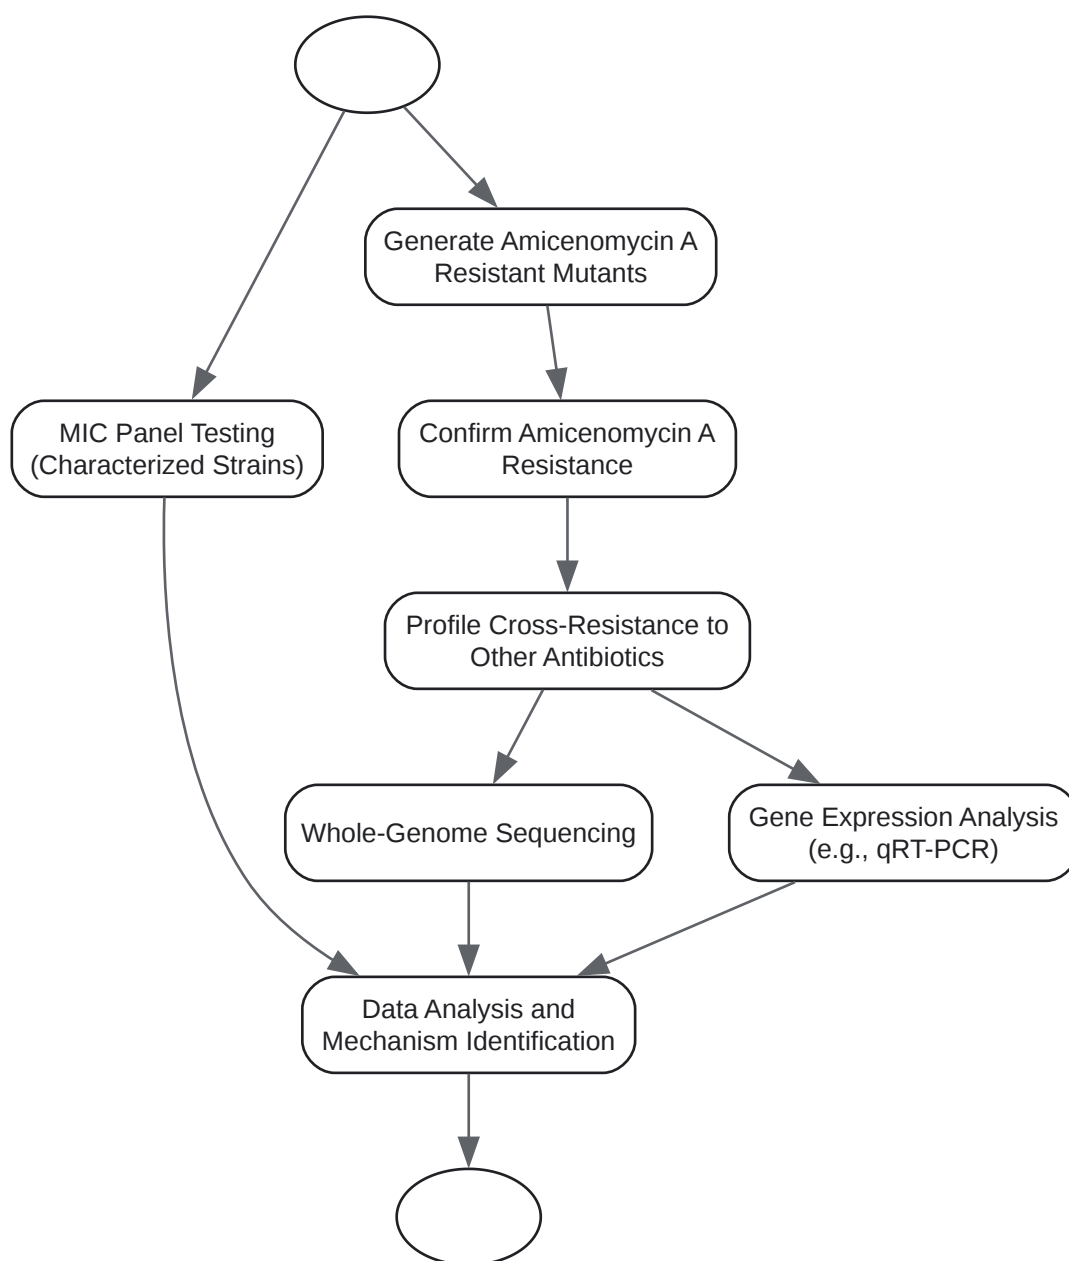 Generate Amicenomycin A
Resistant Mutants
MIC Panel Testing
(Characterized Strains)
Confirm Amicenomycin A
Resistance
Profile Cross-Resistance to
Other Antibiotics
Whole-Genome Sequencing
Gene Expression Analysis
(e.g., qRT-PCR)
Data Analysis and
Mechanism Identification